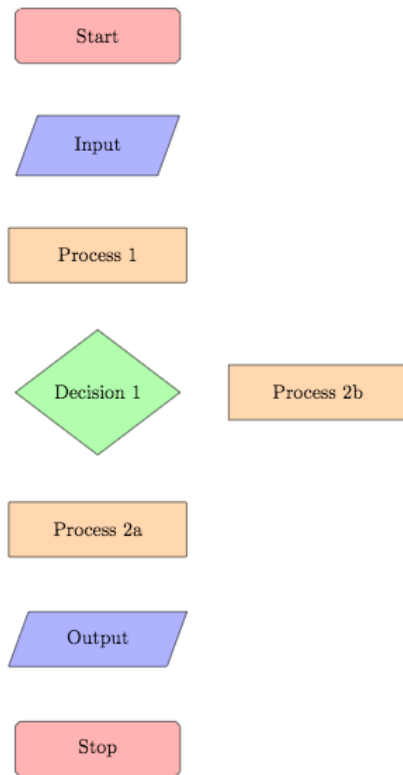 Start
Input
Process 1
Decision 1
Process 2b
Process 2a
Output
Stop